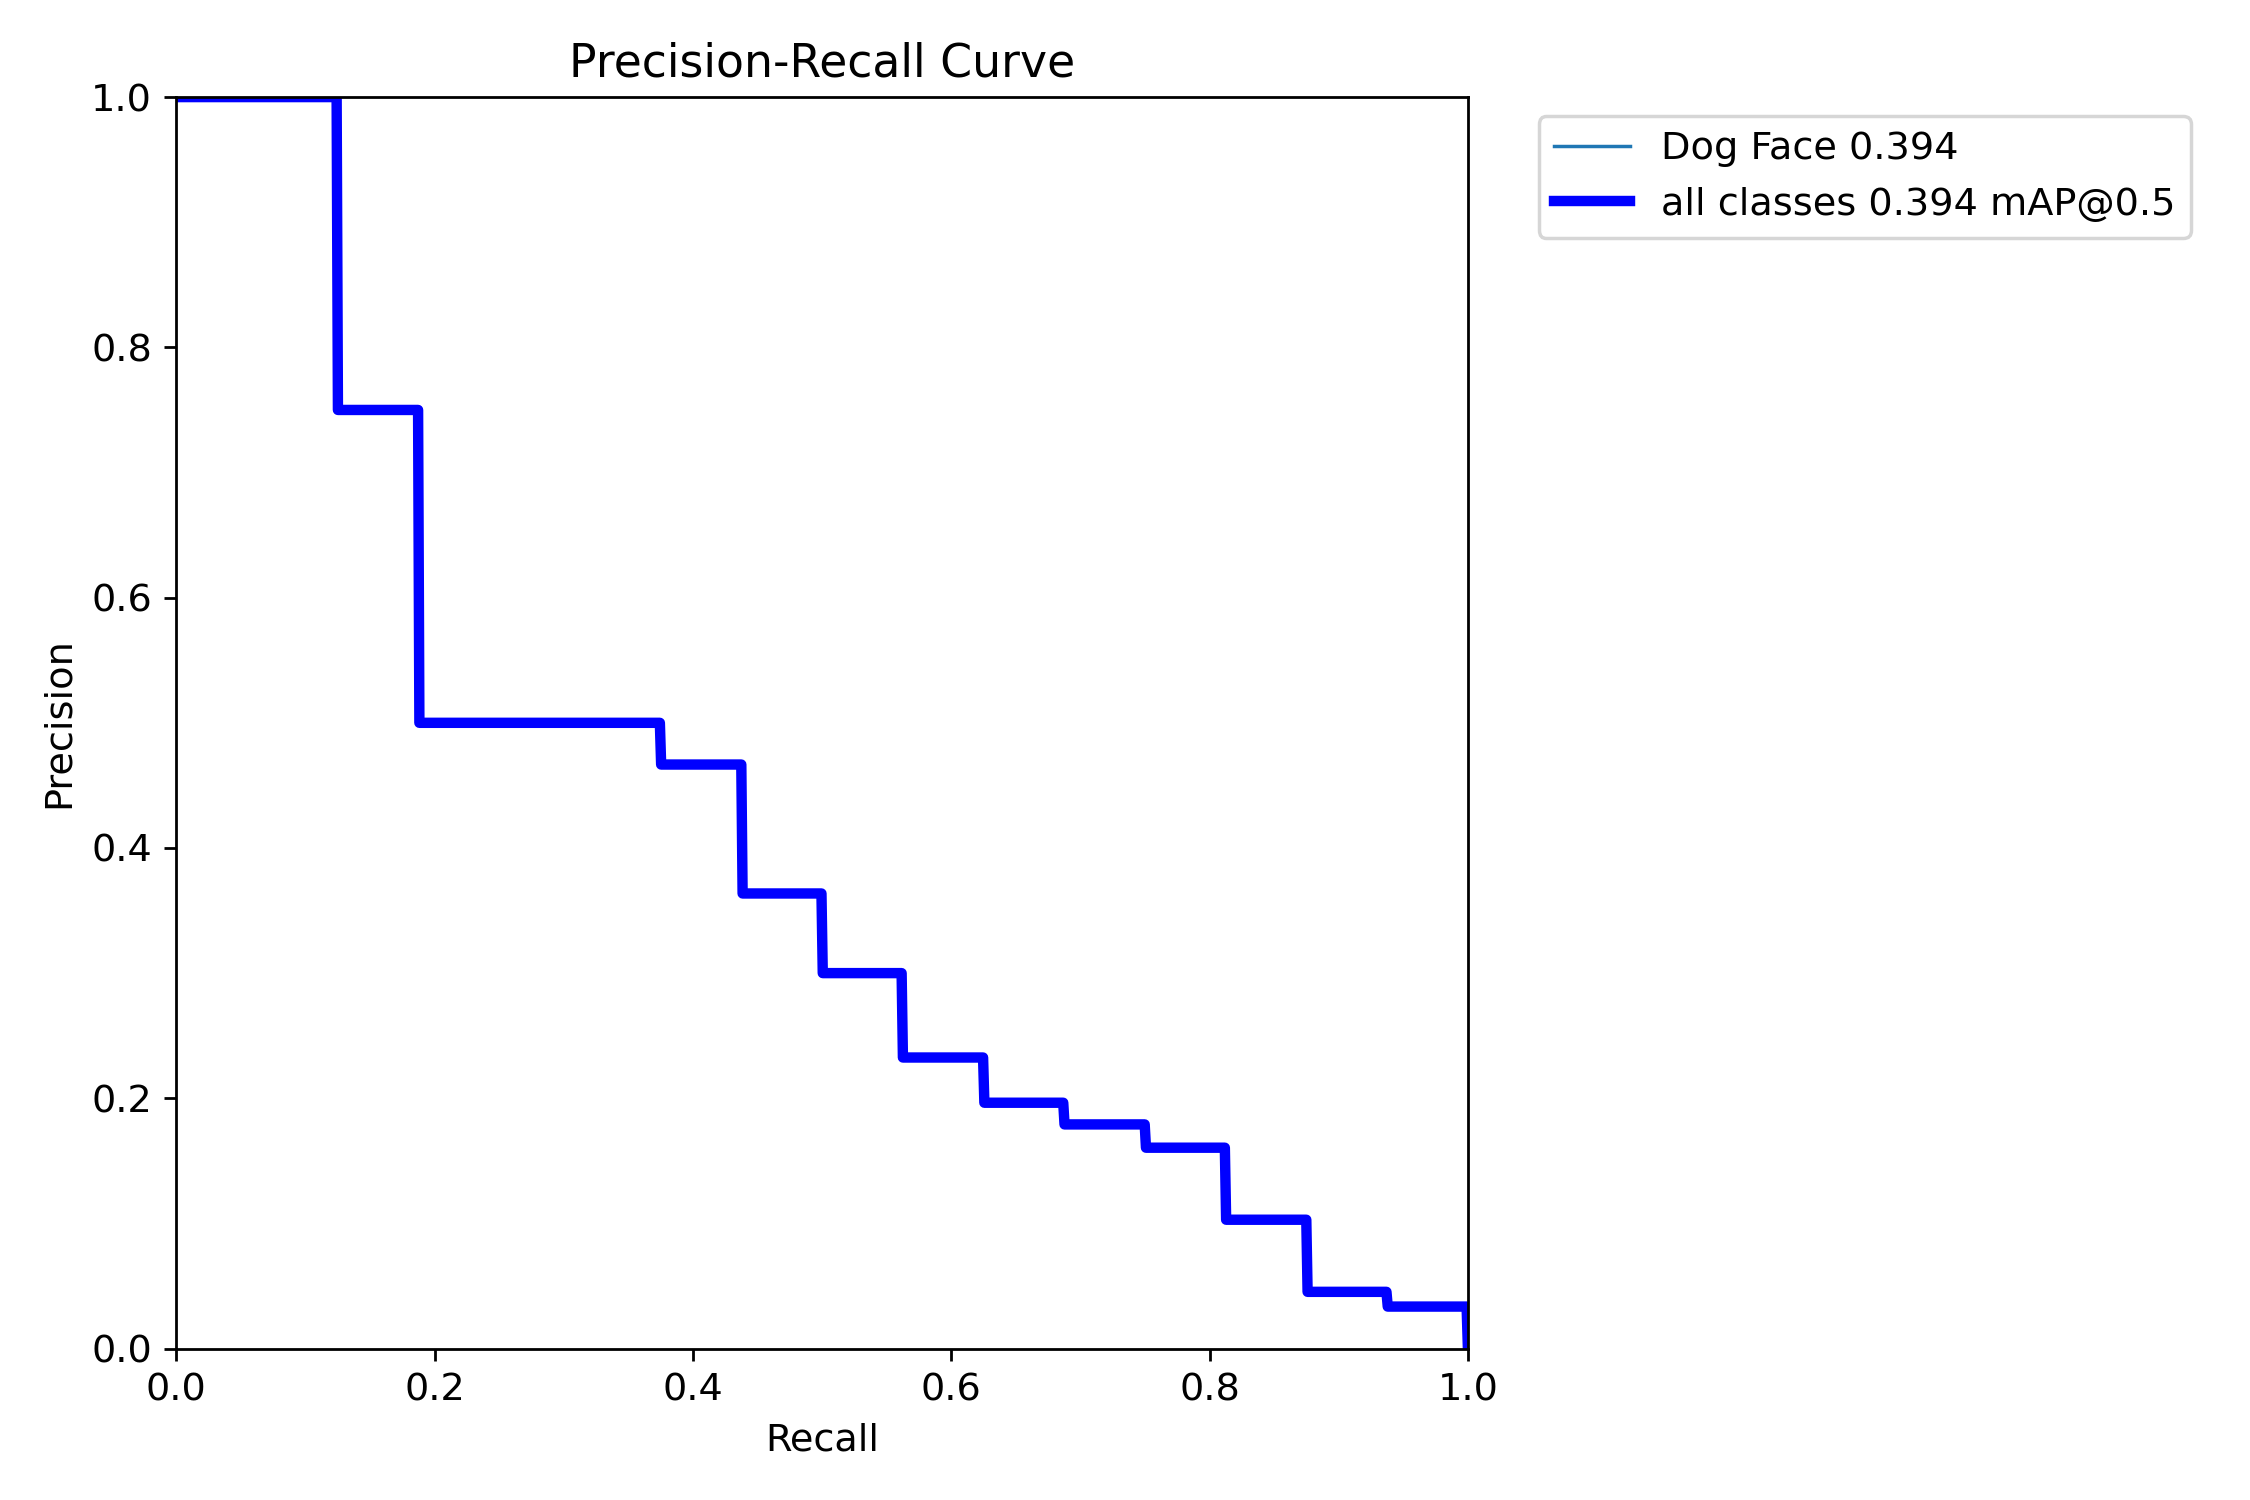 Precision-Recall Curve
1.0
0.8
0.6
0.4
0.2
0.0
Precision
0.0 0.2 0.4 0.6 0.8 1.0
Recall
Dog Face 0.394
all classes 0.394 mAP@0.5